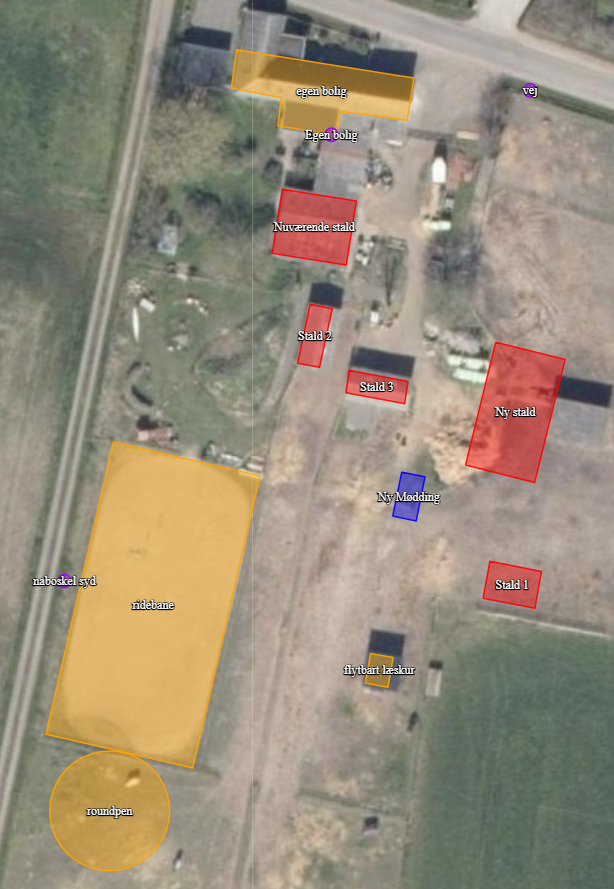 egen bolig
vej
Egen bolig
Nuværende stald
Stald 2
Stald 3
Ny stald
Ny Mødding
naboskel syd
Stald 1
ridebane
flytbart læskur
roundpen